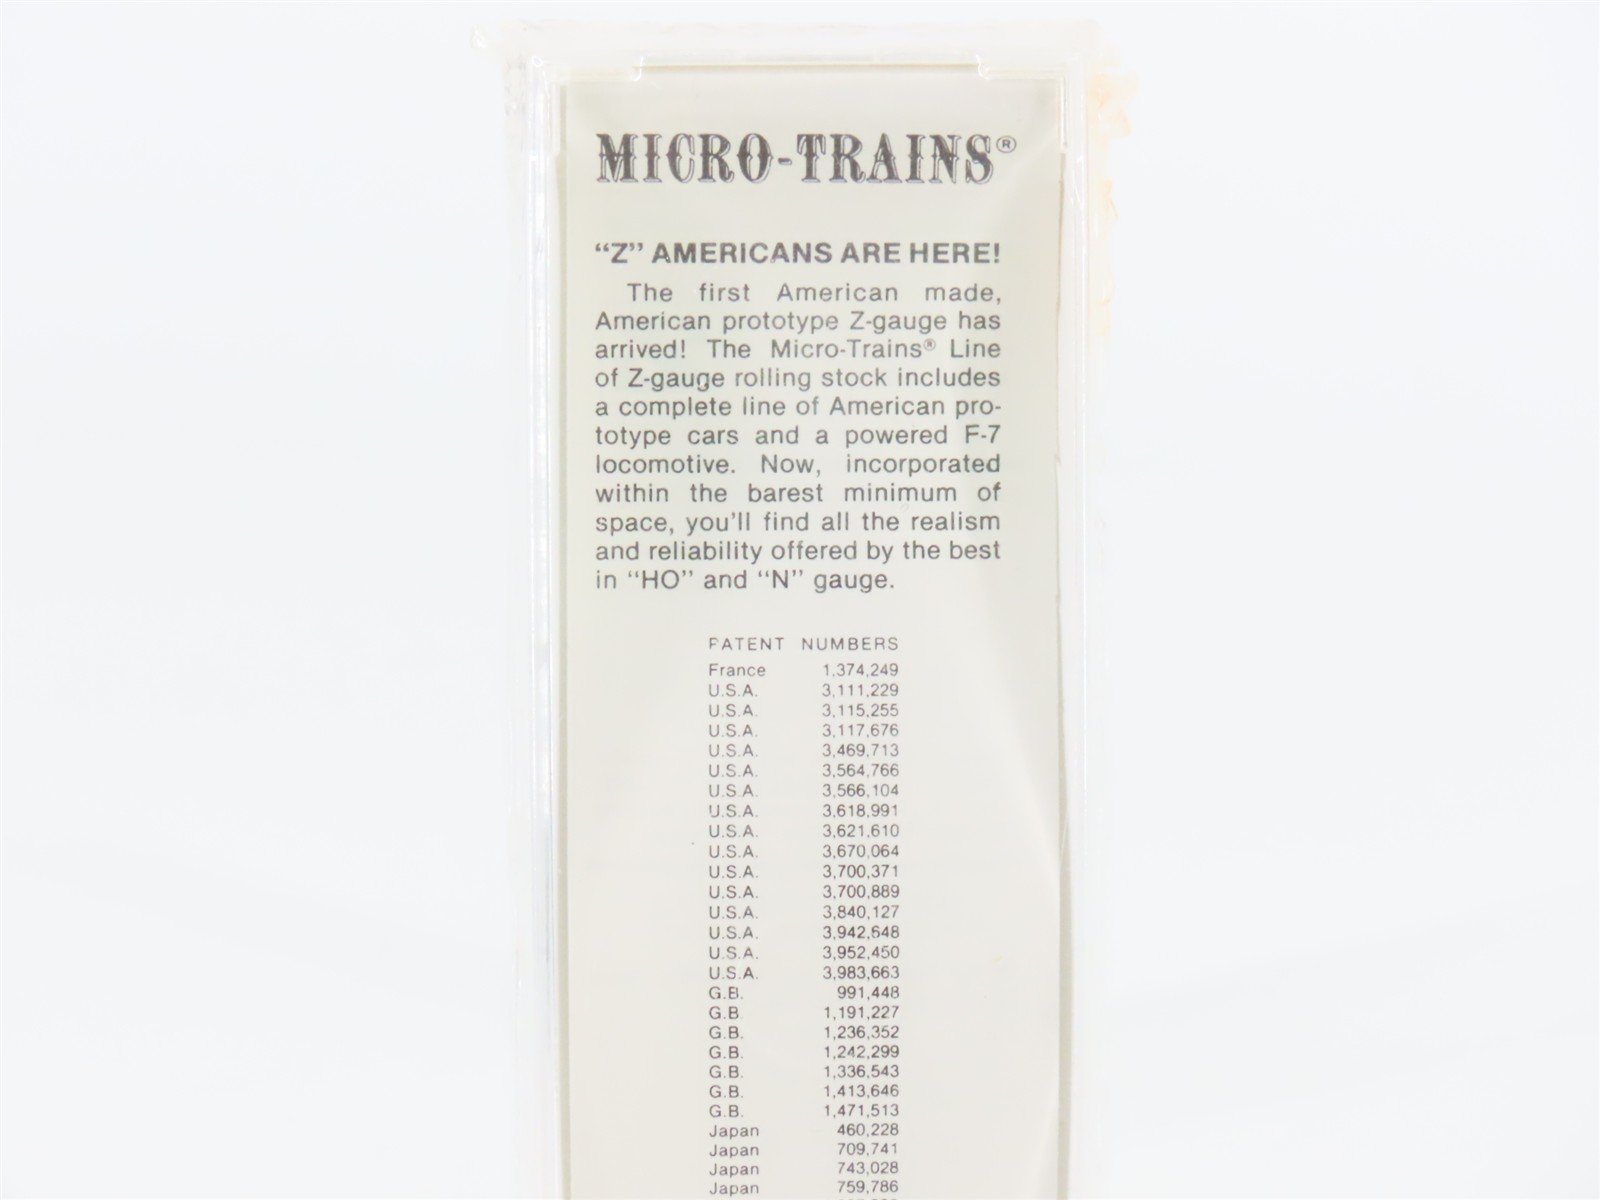 MICRO-TRAINS®
“Z” AMERICANS ARE HERE!
The first American made,
American prototype Z-gauge has
arrived! The Micro-Trains® Line
of Z-gauge rolling stock includes
a complete line of American pro-
totype cars and a powered F-7
locomotive. Now, incorporated
within the barest minimum of
space, you'll find all the realism
and reliability offered by the best
in “HO” and “N” gauge.
PATENT NUMBERS
France 1,374,249
U.S.A. 3,111,229
U.S.A. 3,115,255
U.S.A. 3,117,676
U.S.A. 3,469,713
U.S.A. 3,564,766
U.S.A. 3,566,104
U.S.A. 3,618,991
U.S.A. 3,621,610
U.S.A. 3,670,064
U.S.A. 3,700,371
U.S.A. 3,700,889
U.S.A. 3,840,127
U.S.A. 3,942,648
U.S.A. 3,952,450
U.S.A. 3,983,663
G.B. 991,448
G.B 1,191,227
G.B. 1,236,352
G.B. 1,242,299
G.B. 1,336,543
G.B. 1,413,646
G.B. 1,471,513
Japan 460,228
Japan 709,741
Japan 743,028
Japan 759,786